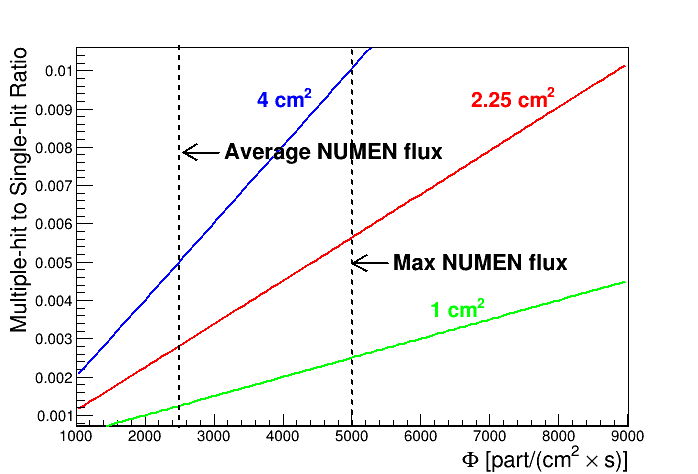 Multiple-hit to Single-hit Ratio
0.01
0.009
0.008
0.007
0.006
0.005
0.004
0.003
0.002
0.001
4 cm²
2.25 cm²
Average NUMEN flux
Max NUMEN flux
1 cm²
1000 2000 3000 4000 5000 6000 7000 8000 9000
Φ [part/(cm² × s)]